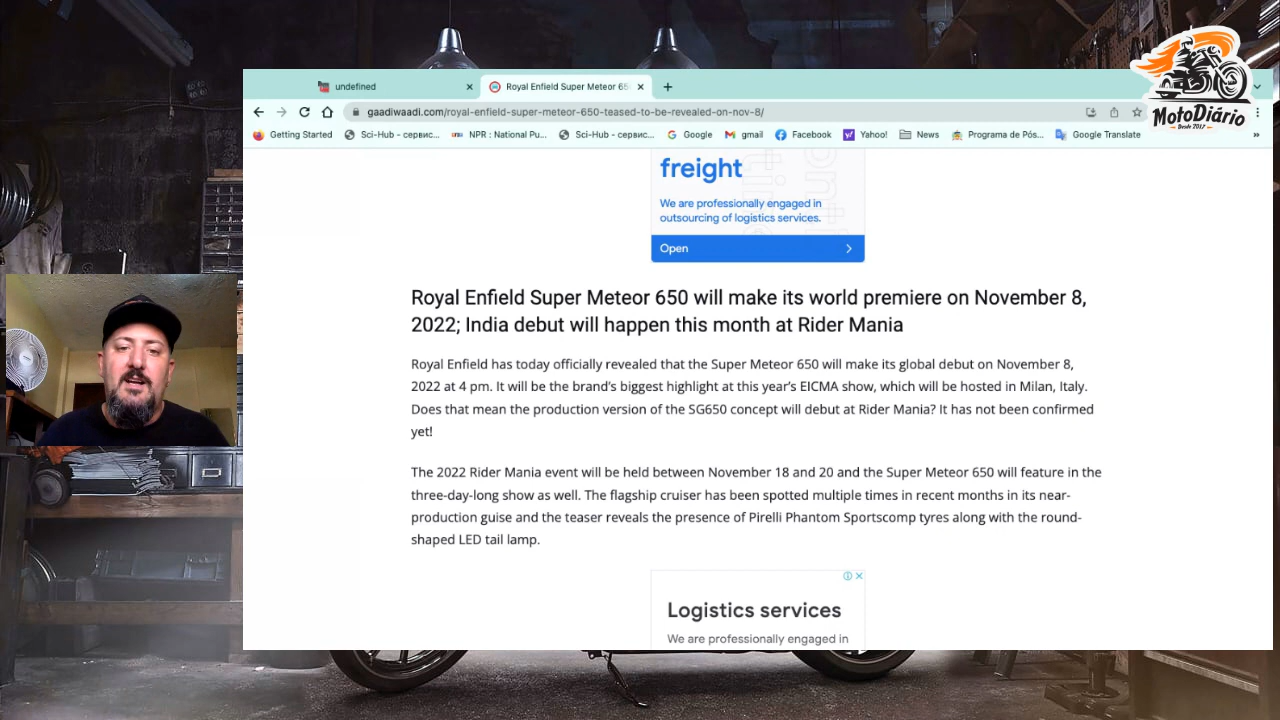 undefined
Royal Enfield Super Meteor 65
gaadiwaadi.com/royal-enfield-super-meteor-650-teased-to-be-revealed-on-nov-8/
Getting Started
Sci-Hub - сервис...
NPR : National Pu...
Sci-Hub - сервис...
Google
gmail
Facebook
Yahoo!
News
Programa de Pós...
Google Translate
MotoDiário
Desde 2017
freight
We are professionally engaged in
outsourcing of logistics services.
Open
Royal Enfield Super Meteor 650 will make its world premiere on November 8,
2022; India debut will happen this month at Rider Mania
Royal Enfield has today officially revealed that the Super Meteor 650 will make its global debut on November 8,
2022 at 4 pm. It will be the brand's biggest highlight at this year's EICMA show, which will be hosted in Milan, Italy.
Does that mean the production version of the SG650 concept will debut at Rider Mania? It has not been confirmed
yet!
The 2022 Rider Mania event will be held between November 18 and 20 and the Super Meteor 650 will feature in the
three-day-long show as well. The flagship cruiser has been spotted multiple times in recent months in its near-
production guise and the teaser reveals the presence of Pirelli Phantom Sportscomp tyres along with the round-
shaped LED tail lamp.
Logistics services
We are professionally engaged in